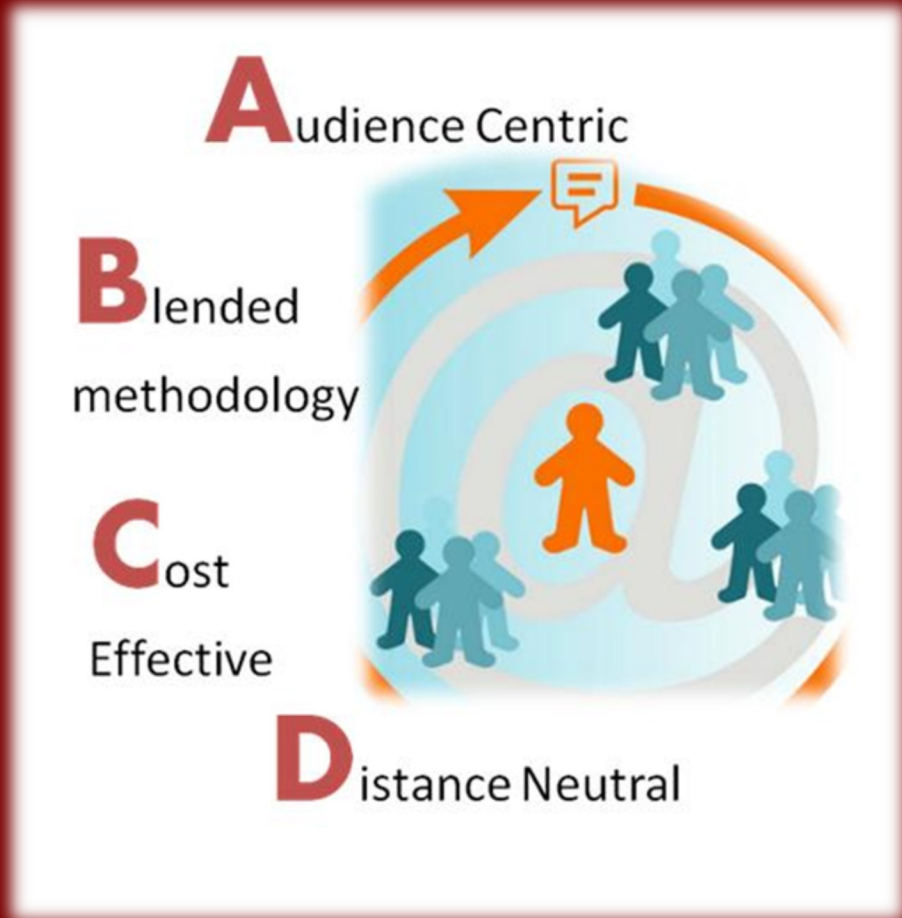 Audience Centric
Blended
methodology
Cost
Effective
Distance Neutral